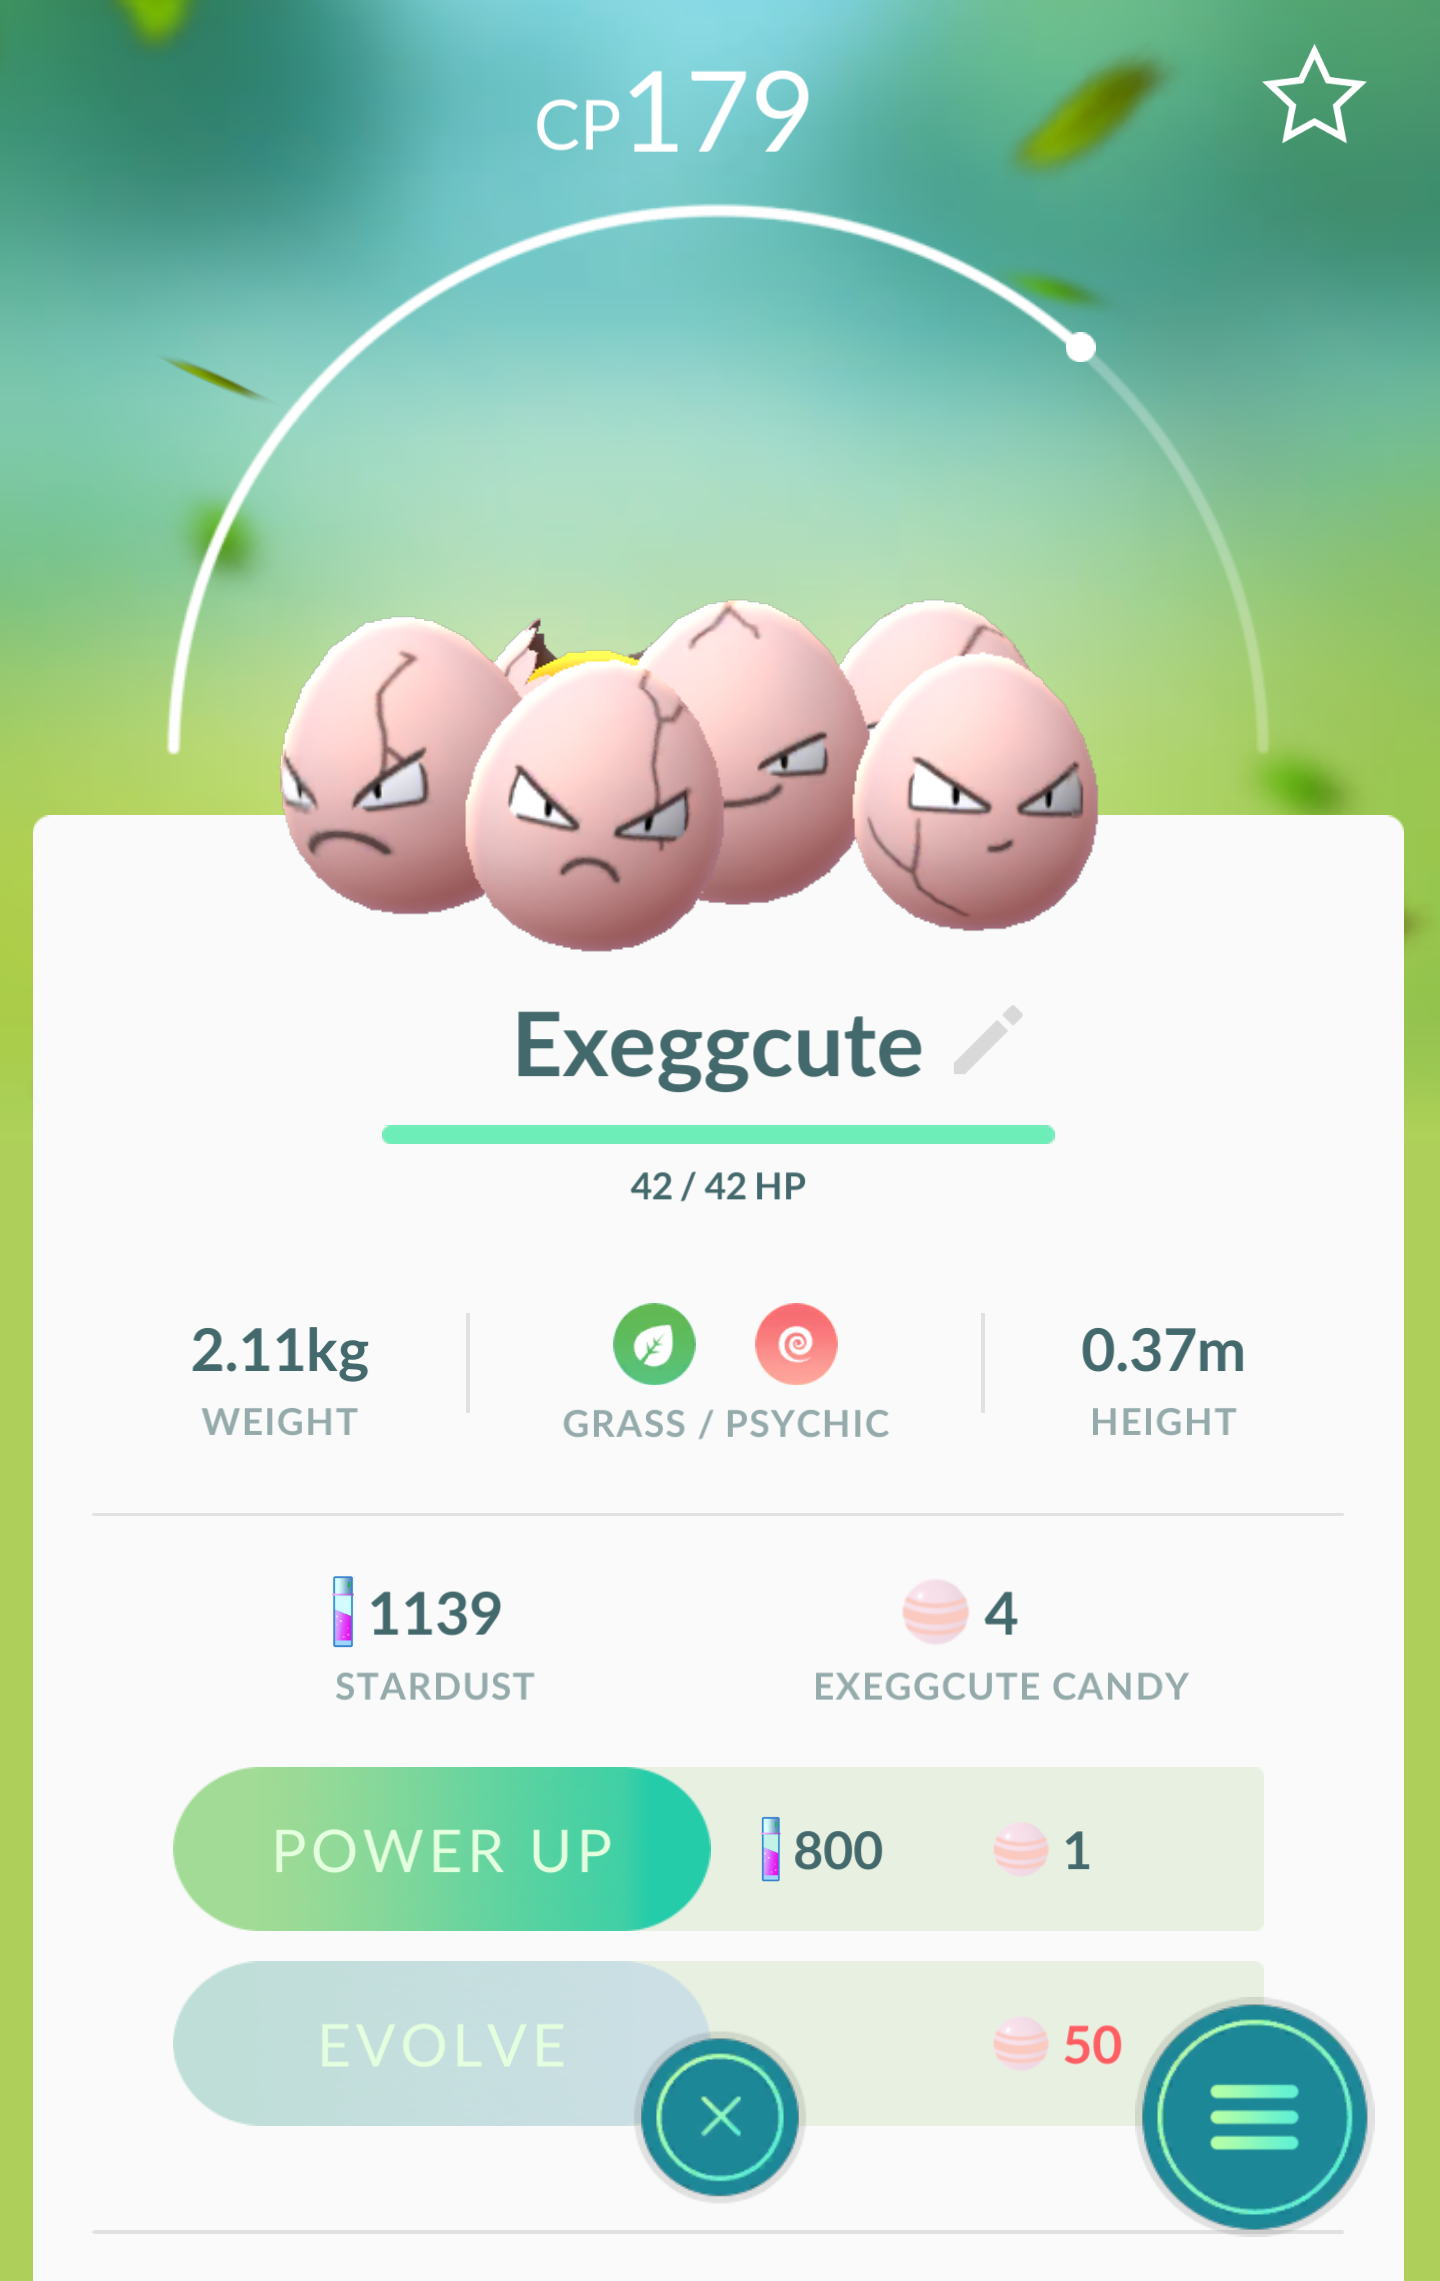 CP179
Exeggcute
42 / 42 HP
2.11kg
WEIGHT
GRASS / PSYCHIC
0.37m
HEIGHT
1139
STARDUST
4
EXEGGCUTE CANDY
POWER UP 800 1
EVOLVE 50